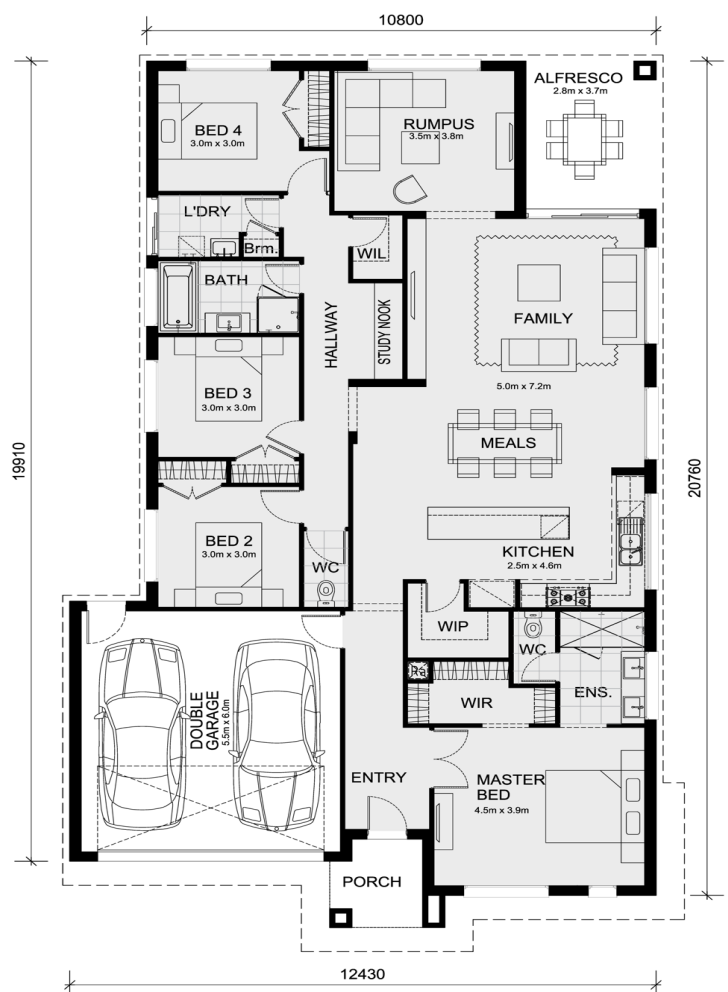 10800
ALFRESCO
2.8m x 3.7m
BED 4
3.0m x 3.0m
RUMPUS
3.5m x 3.8m
L'DRY
Brm.
WIL
BATH
HALLWAY
STUDY NOOK
FAMILY
5.0m x 7.2m
BED 3
3.0m x 3.0m
MEALS
19910
20760
BED 2
3.0m x 3.0m
WC
KITCHEN
2.5m x 4.6m
WIP
WC
ENS.
WIR
DOUBLE
GARAGE
5.5m x 6.0m
ENTRY
MASTER
BED
4.5m x 3.9m
PORCH
12430